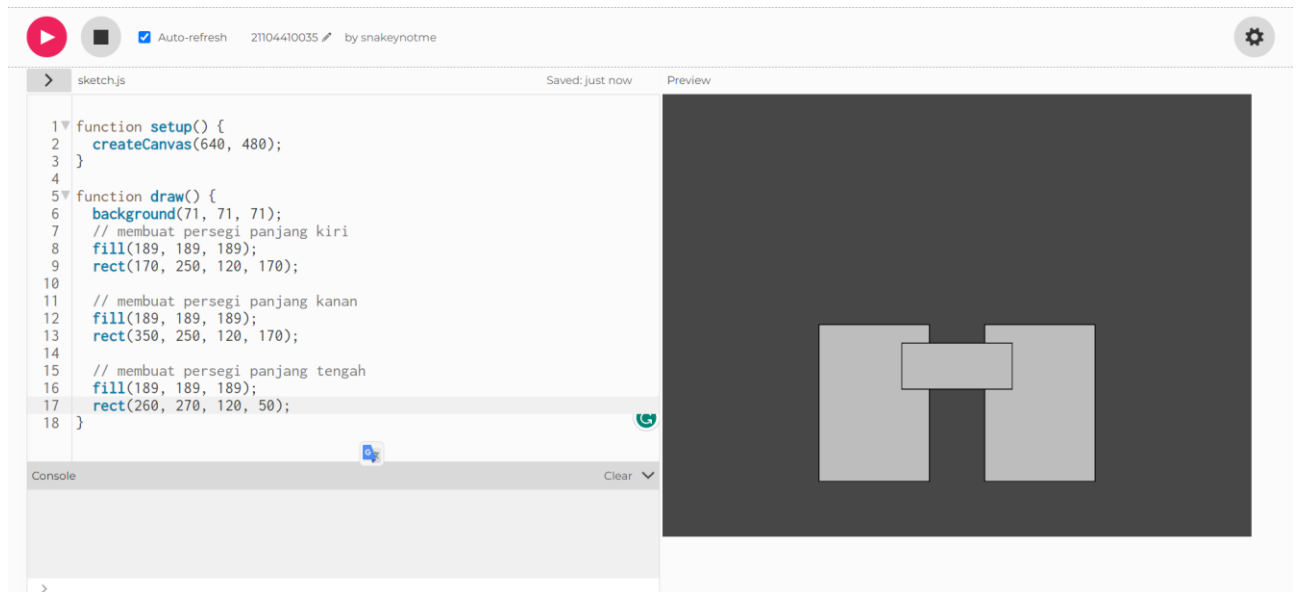 Auto-refresh 21104410035 by snakeynotme
sketch.js Saved: just now Preview
1 function setup() {
2 createCanvas(640, 480);
3 }
4
5 function draw() {
6 background(71, 71, 71);
7 // membuat persegi panjang kiri
8 fill(189, 189, 189);
9 rect(170, 250, 120, 170);
10
11 // membuat persegi panjang kanan
12 fill(189, 189, 189);
13 rect(350, 250, 120, 170);
14
15 // membuat persegi panjang tengah
16 fill(189, 189, 189);
17 rect(260, 270, 120, 50);
18 }
Console Clear